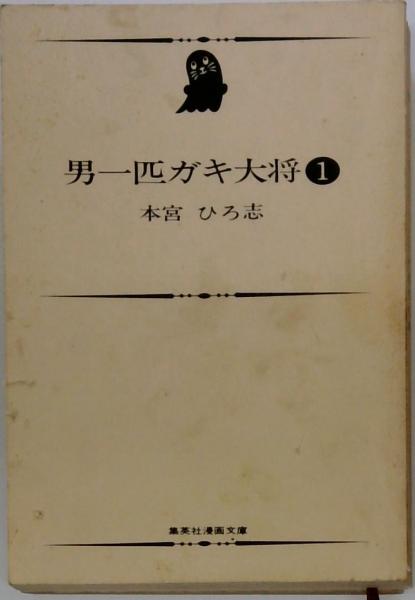 男一匹ガキ大将❶
本宮 ひろ志
集英社漫画文庫